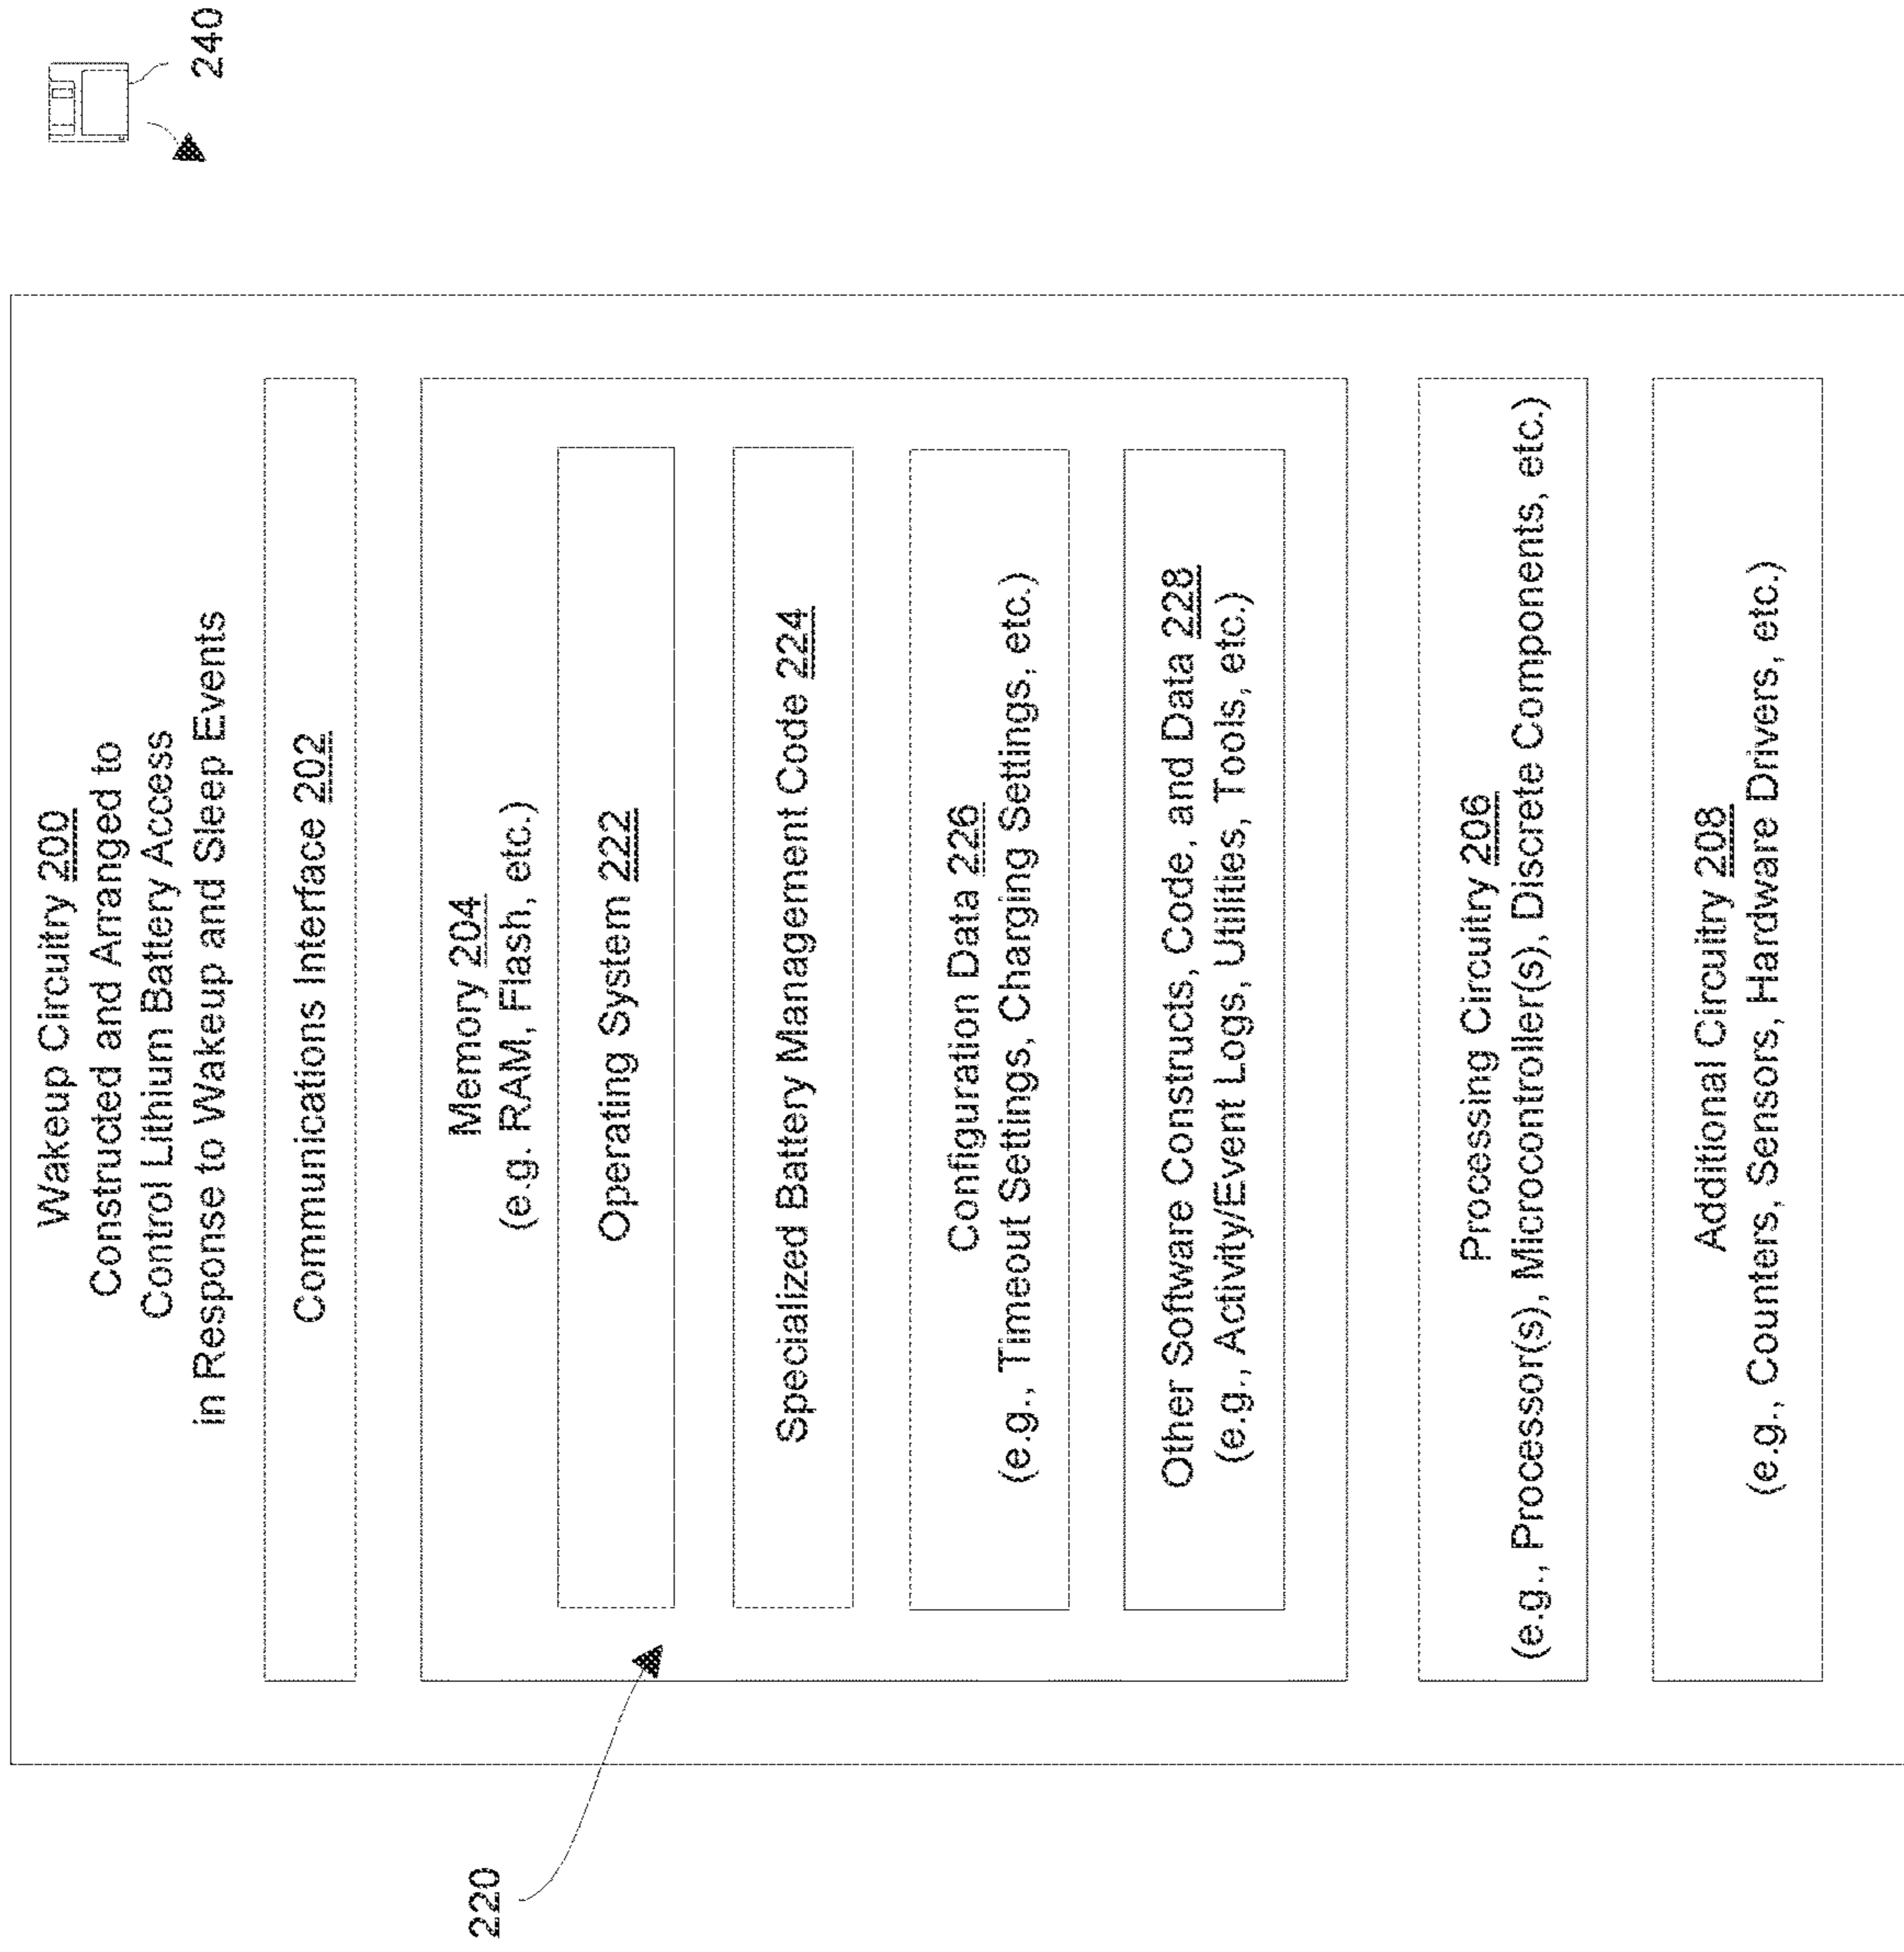 240
Wakeup Circuitry 200
Constructed and Arranged to
Control Lithium Battery Access
in Response to Wakeup and Sleep Events
Communications Interface 202
220
Memory 204
(e.g. RAM, Flash, etc.)
Operating System 222
Specialized Battery Management Code 224
Configuration Data 226
(e.g., Timeout Settings, Charging Settings, etc.)
Other Software Constructs, Code, and Data 228
(e.g., Activity/Event Logs, Utilities, Tools, etc.)
Processing Circuitry 206
(e.g., Processor(s), Microcontroller(s), Discrete Components, etc.)
Additional Circuitry 208
(e.g., Counters, Sensors, Hardware Drivers, etc.)